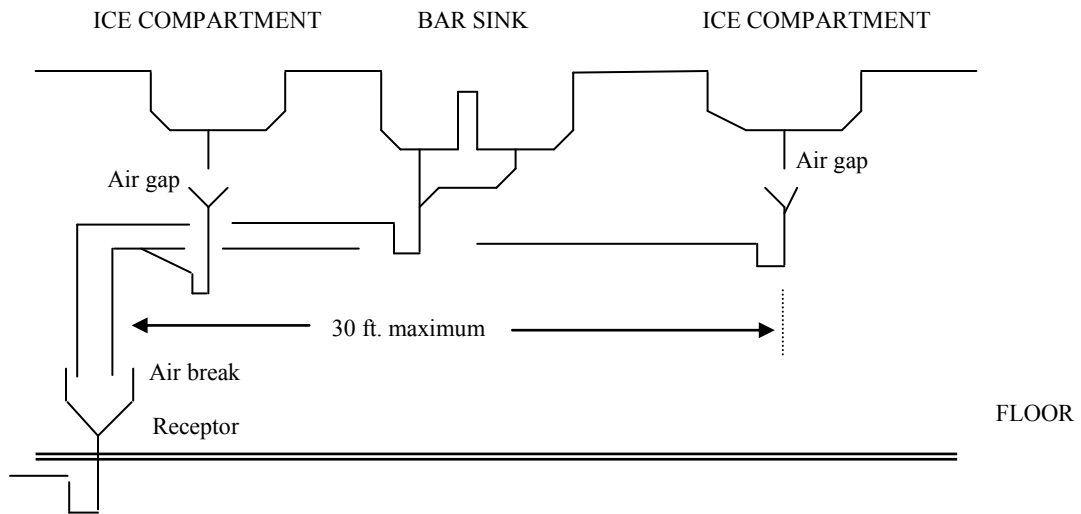 ICE COMPARTMENT
BAR SINK
ICE COMPARTMENT
Air gap
Air gap
30 ft. maximum
Air break
FLOOR
Receptor